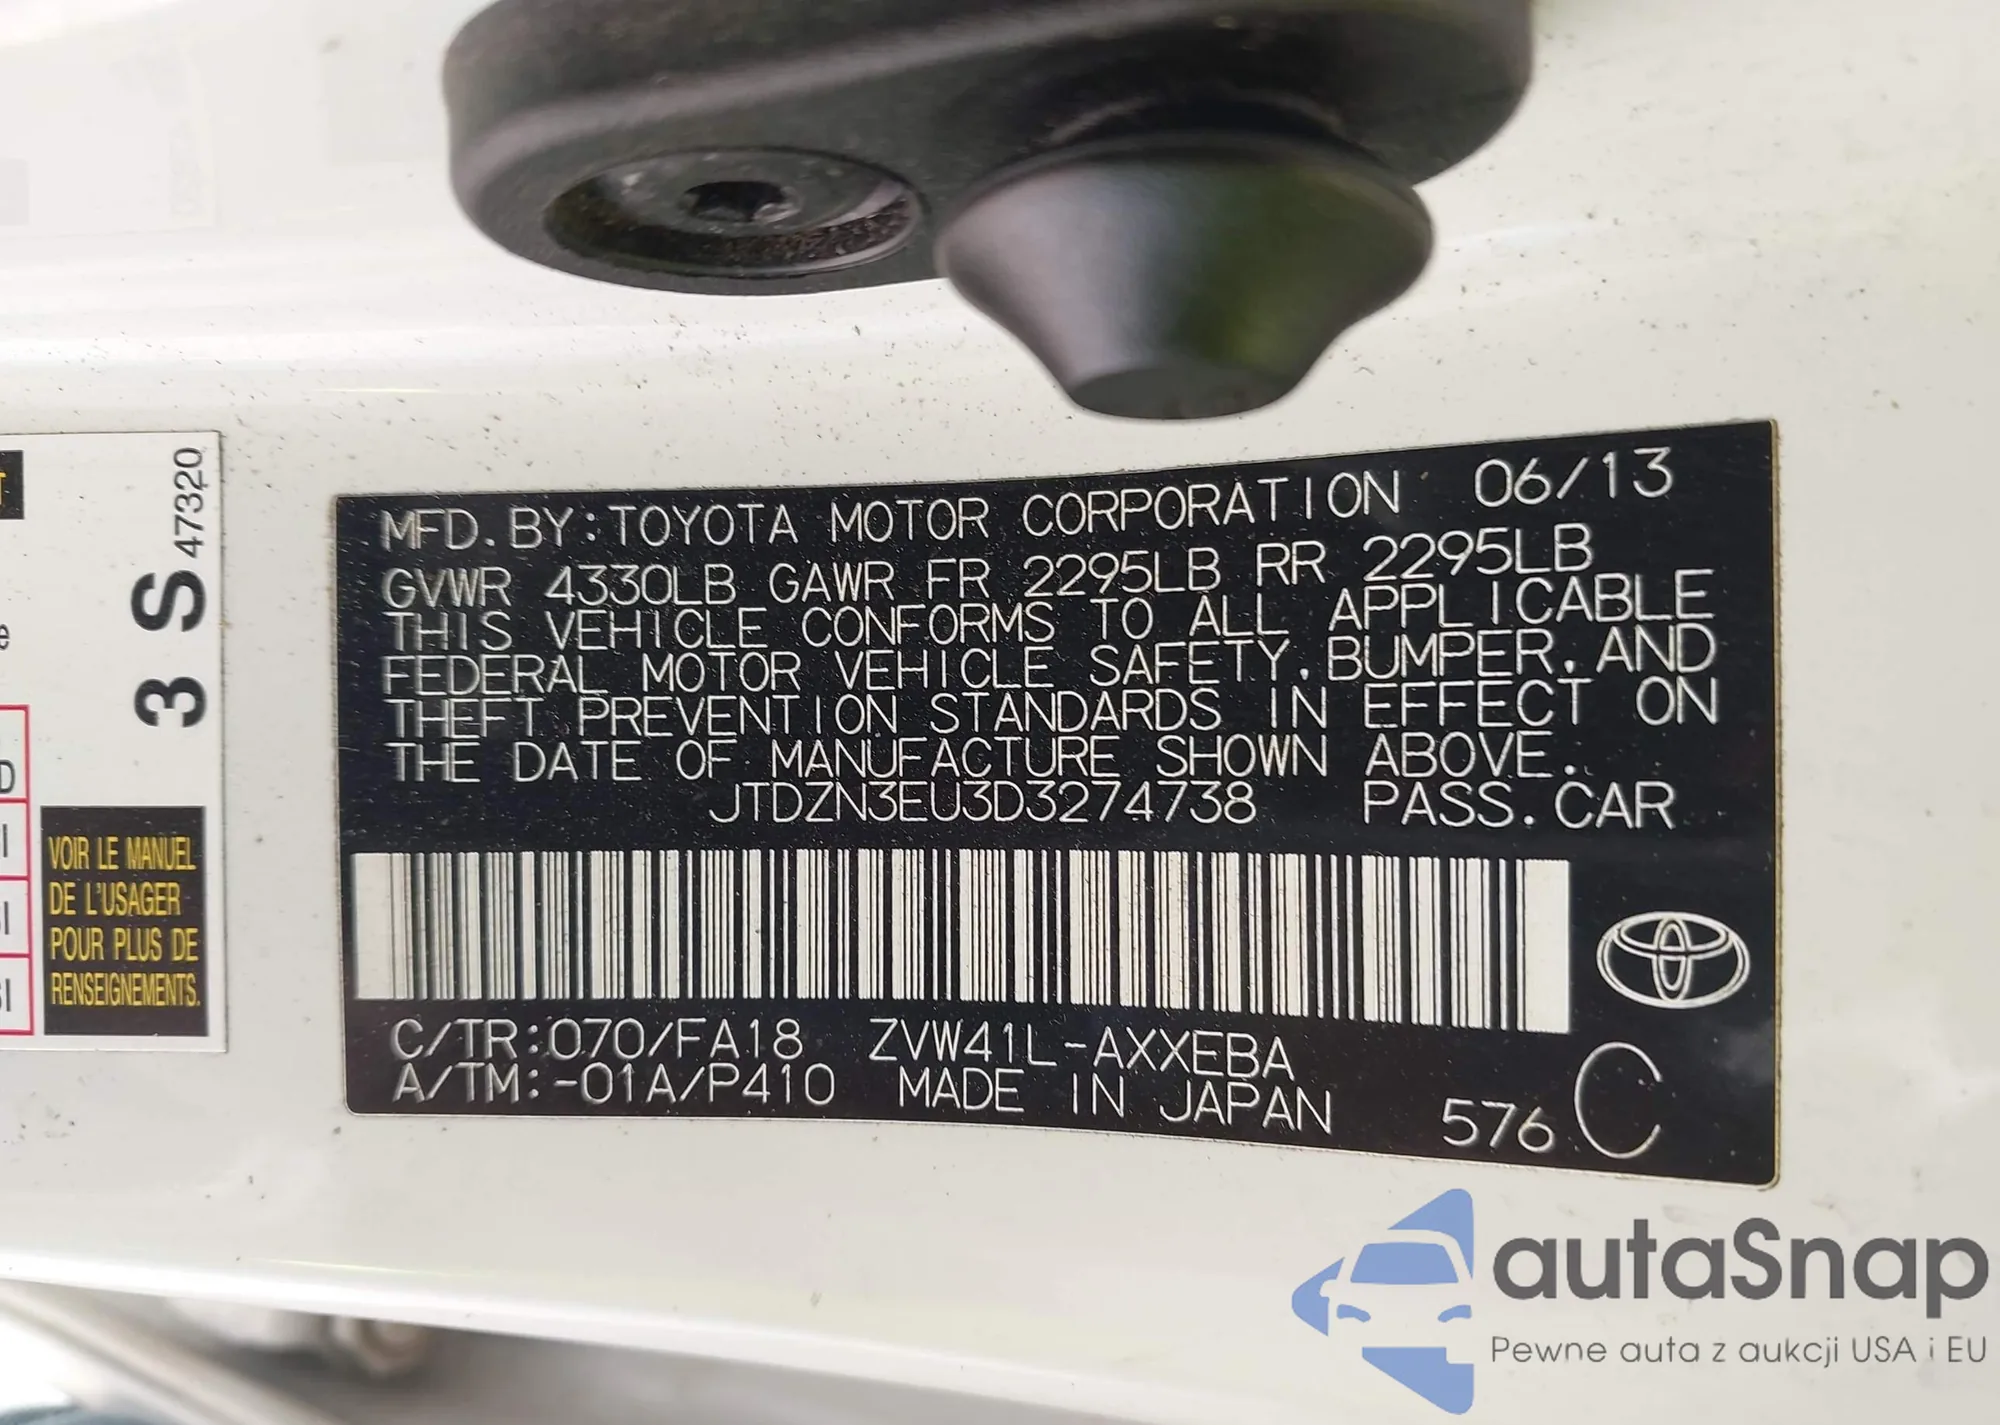 MFD. BY:TOYOTA MOTOR CORPORATION 06/13
GVWR 4330LB GAWR FR 2295LB RR 2295LB
THIS VEHICLE CONFORMS TO ALL APPLICABLE
FEDERAL MOTOR VEHICLE SAFETY, BUMPER, AND
THEFT PREVENTION STANDARDS IN EFFECT ON
THE DATE OF MANUFACTURE SHOWN ABOVE.
JTDZN3EU3D3274738 PASS. CAR
C/TR:070/FA18 ZVW41L-AXXEBA
A/TM:-01A/P410 MADE IN JAPAN 576 C
3 S 47320
VOIR LE MANUEL
DE L'USAGER
POUR PLUS DE
RENSEIGNEMENTS.
autaSnap
Pewne auta z aukcji USA i EU